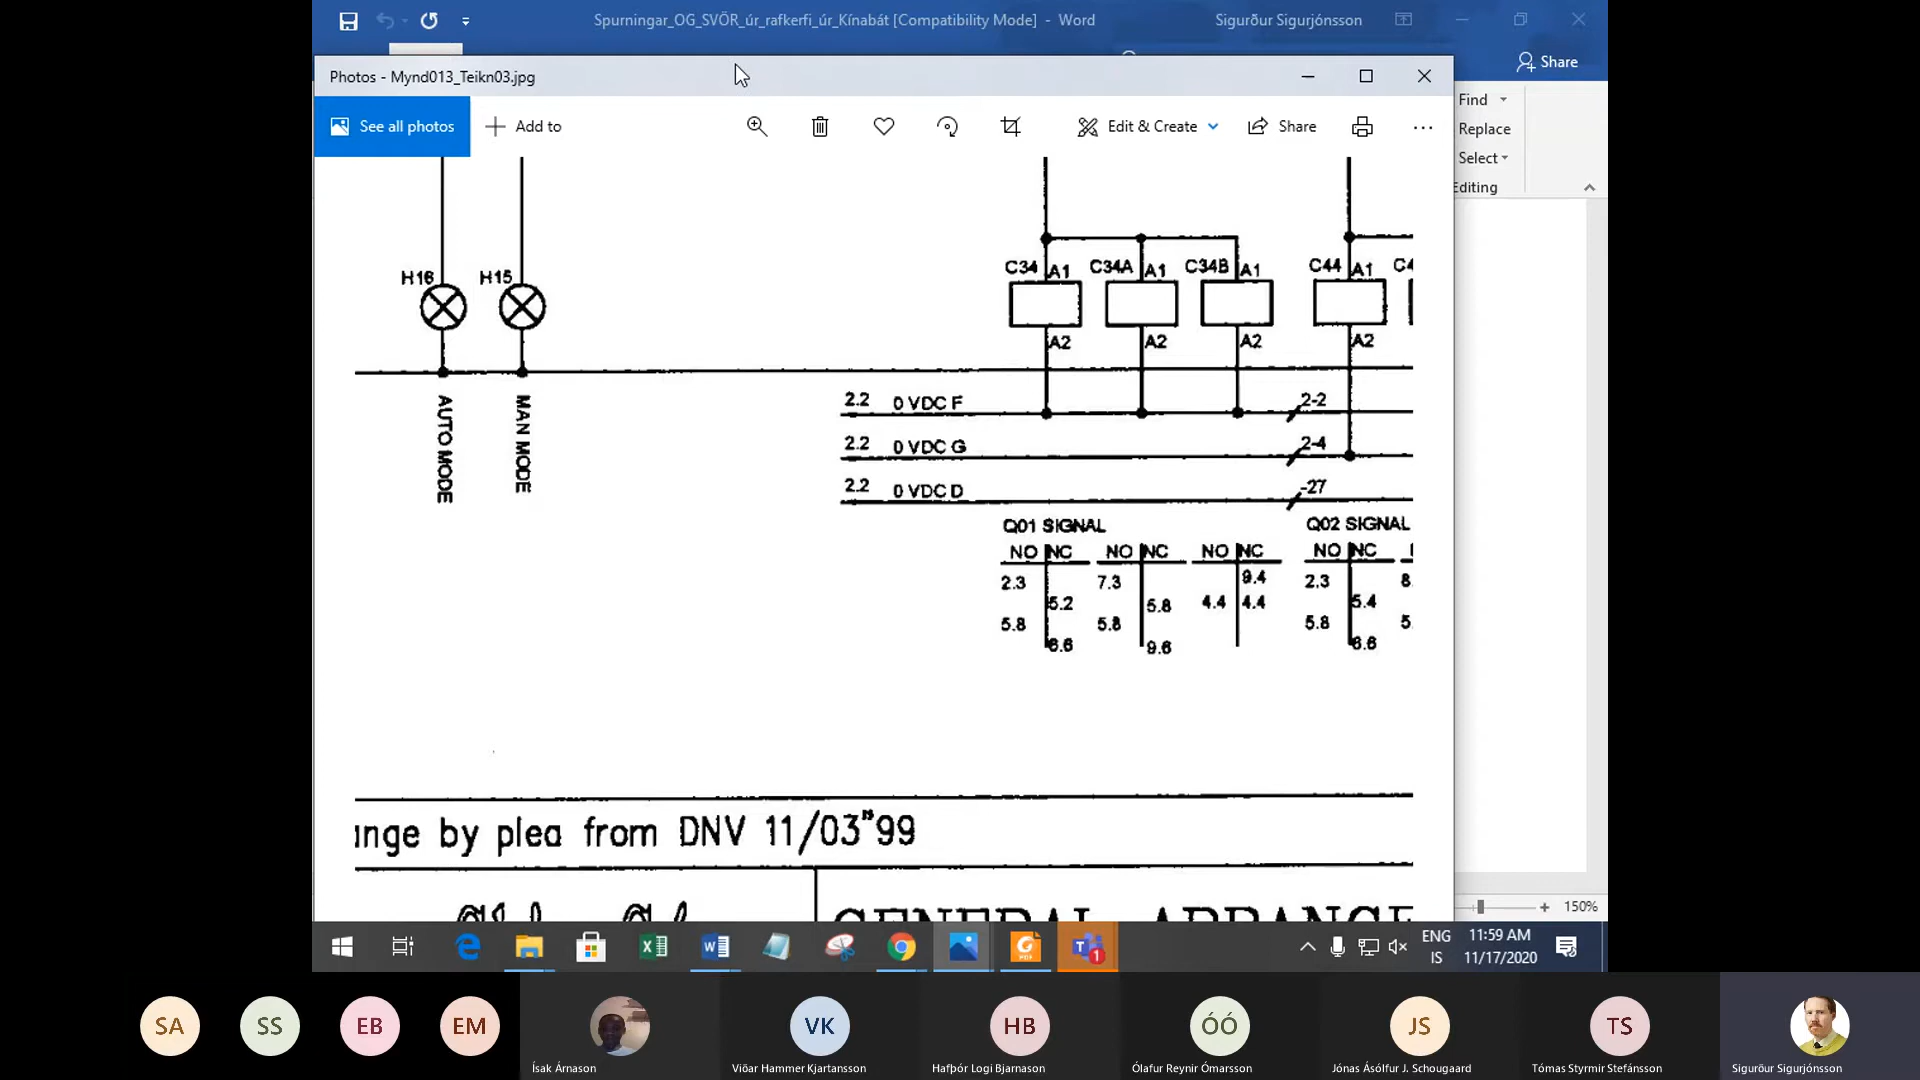 Spurningar_OG_SVÖR_úr_rafkerfi_úr_Kínabát [Compatibility Mode] - Word
Sigurður Sigurjónsson
Share
Photos - Mynd013_Teikn03.jpg
Find
See all photos
Add to
Edit & Create
Share
Replace
Select
Editing
H16
H15
C34 A1
C34A A1
C34B A1
C44 A1
A2
A2
A2
A2
AUTO MODE
MAN MODE
2.2 0 VDC F 2-2
2.2 0 VDC G 2-4
2.2 0 VDC D -27
Q01 SIGNAL
Q02 SIGNAL
NO NC NO NC NO NC NO NC
2.3 7.3 9.4 2.3 8
5.2 5.8 4.4 4.4 5.4
5.8 5.8 5.8 5
6.6 9.6 6.6
ange by plea from DNV 11/03"99
GENERAL ARRANGE
150%
ENG
IS
11:59 AM
11/17/2020
1
SA
SS
EB
EM
VK
HB
ÓÓ
JS
TS
Ísak Árnason
Viðar Hammer Kjartansson
Hafþór Logi Bjarnason
Ólafur Reynir Ómarsson
Jónas Ásólfur J. Schougaard
Tómas Styrmir Stefánsson
Sigurður Sigurjónsson